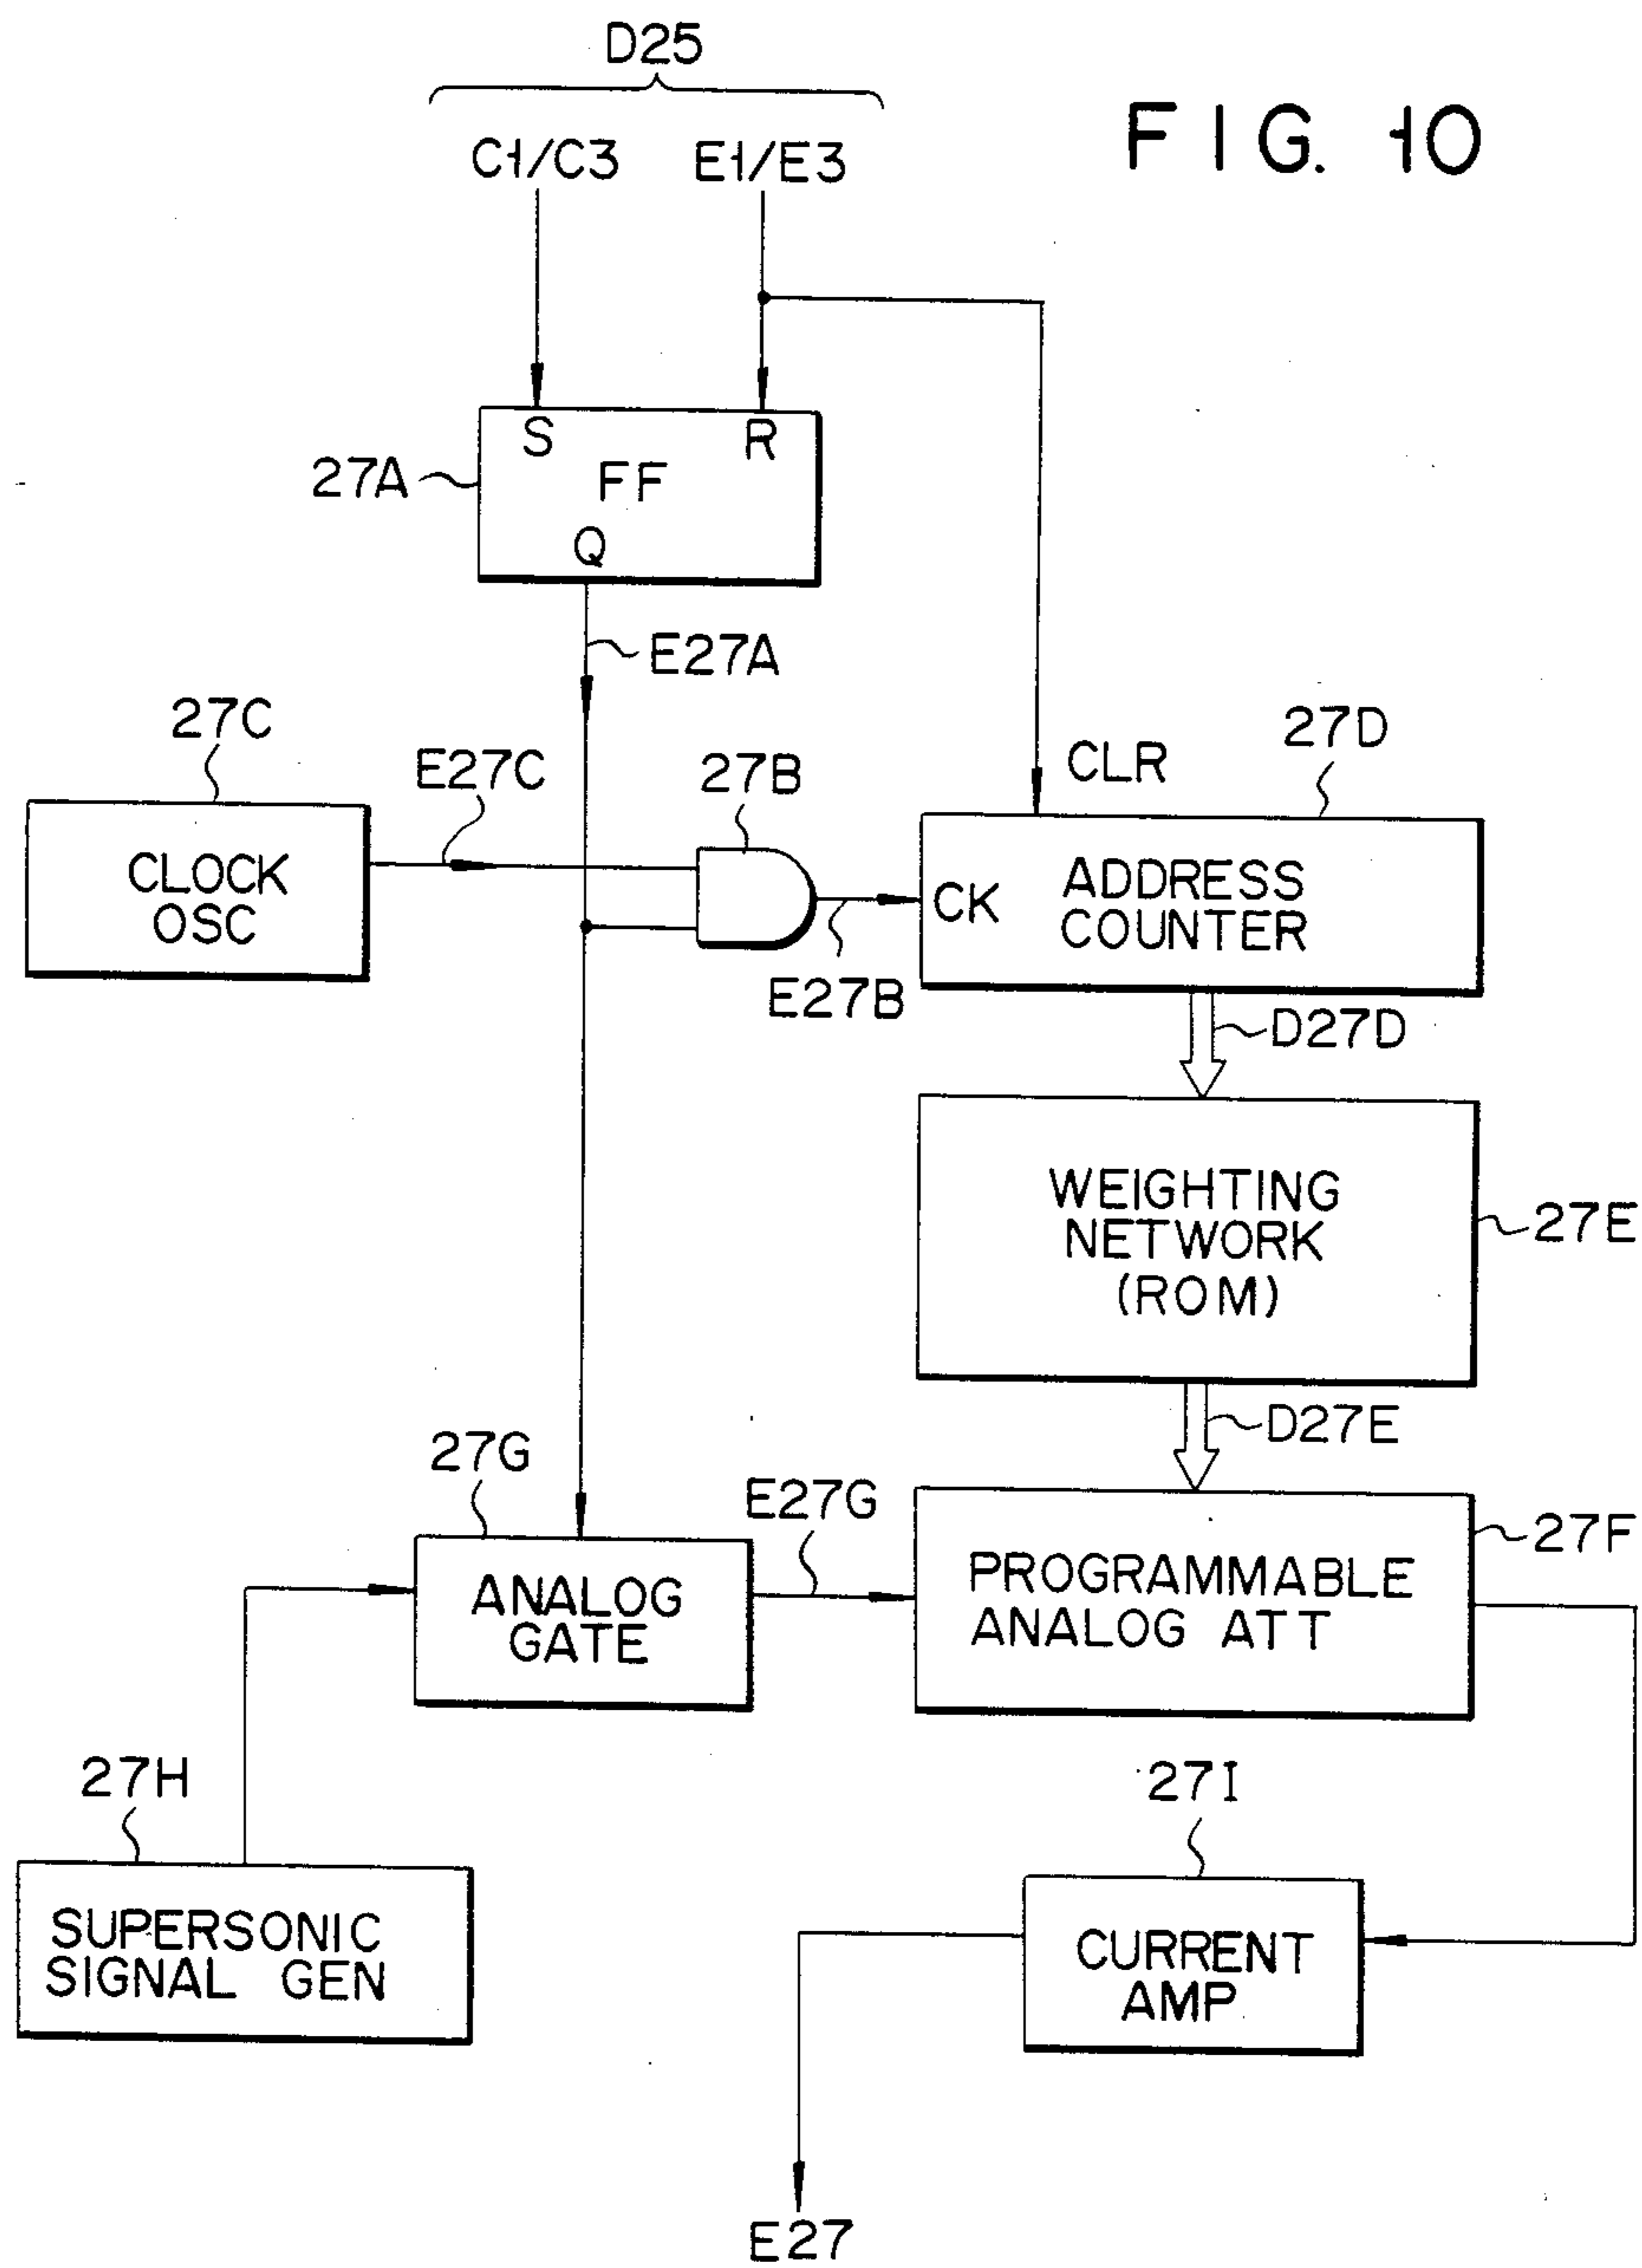 D25
FIG. 10
C1/C3
E1/E3
S
R
27A
FF
Q
E27A
27C
E27C
27B
CLR
27D
CLOCK
OSC
CK
ADDRESS
COUNTER
E27B
D27D
WEIGHTING
NETWORK
(ROM)
27E
D27E
27G
E27G
27F
ANALOG
GATE
PROGRAMMABLE
ANALOG ATT
27H
27I
SUPERSONIC
SIGNAL GEN
CURRENT
AMP
E27